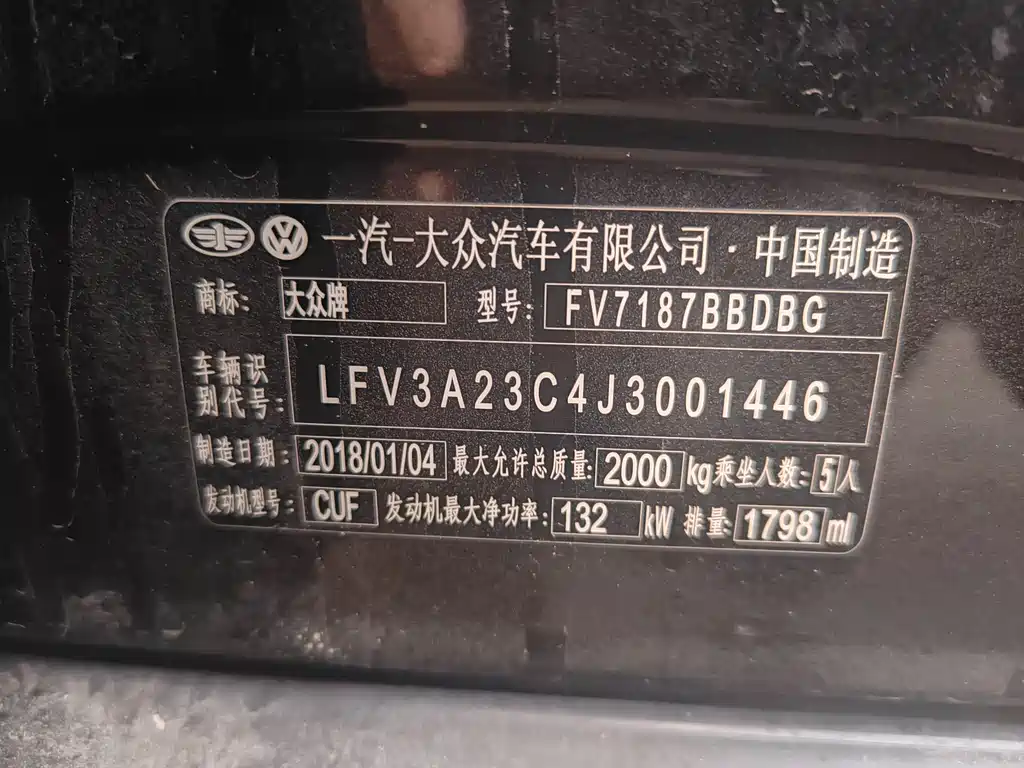 一汽-大众汽车有限公司·中国制造
商标: 大众牌 型号: FV7187BBDBG
车辆识别代号: LFV3A23C4J3001446
制造日期: 2018/01/04 最大允许总质量: 2000 kg 乘坐人数: 5人
发动机型号: CUF 发动机最大净功率: 132 kW 排量: 1798 ml